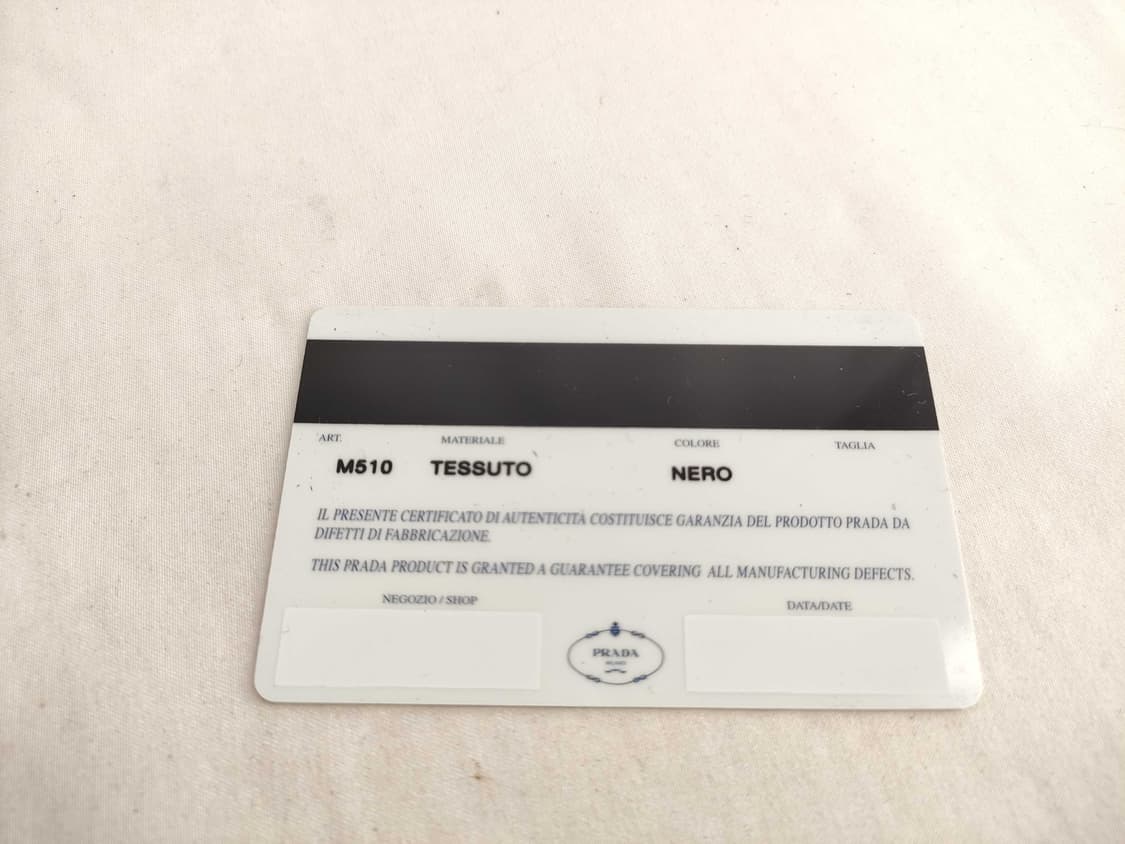 ART. MATERIALE COLORE TAGLIA
M510 TESSUTO NERO
IL PRESENTE CERTIFICATO DI AUTENTICITÀ COSTITUISCE GARANZIA DEL PRODOTTO PRADA DA
DIFETTI DI FABBRICAZIONE.
THIS PRADA PRODUCT IS GRANTED A GUARANTEE COVERING ALL MANUFACTURING DEFECTS.
NEGOZIO / SHOP DATA/DATE
PRADA
MILANO